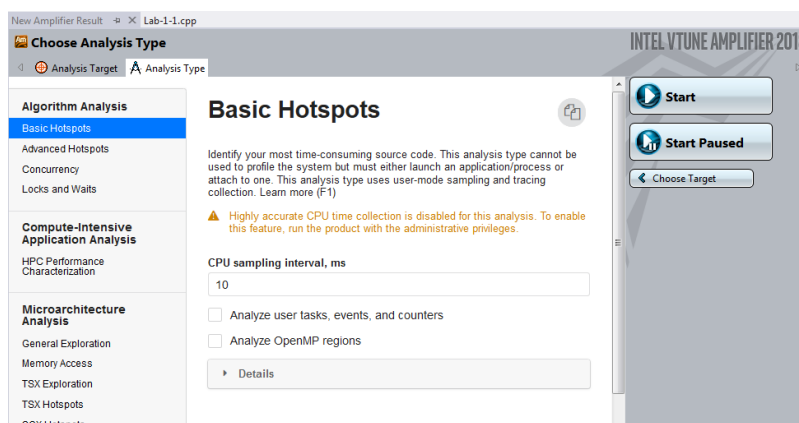 New Amplifier Result Lab-1-1.cpp
Choose Analysis Type
INTEL VTUNE AMPLIFIER 201
Analysis Target Analysis Type
Algorithm Analysis
Basic Hotspots
Advanced Hotspots
Concurrency
Locks and Waits
Compute-Intensive
Application Analysis
HPC Performance
Characterization
Microarchitecture
Analysis
General Exploration
Memory Access
TSX Exploration
TSX Hotspots
Basic Hotspots
Identify your most time-consuming source code. This analysis type cannot be
used to profile the system but must either launch an application/process or
attach to one. This analysis type uses user-mode sampling and tracing
collection. Learn more (F1)
Highly accurate CPU time collection is disabled for this analysis. To enable
this feature, run the product with the administrative privileges.
CPU sampling interval, ms
10
Analyze user tasks, events, and counters
Analyze OpenMP regions
Details
Start
Start Paused
Choose Target